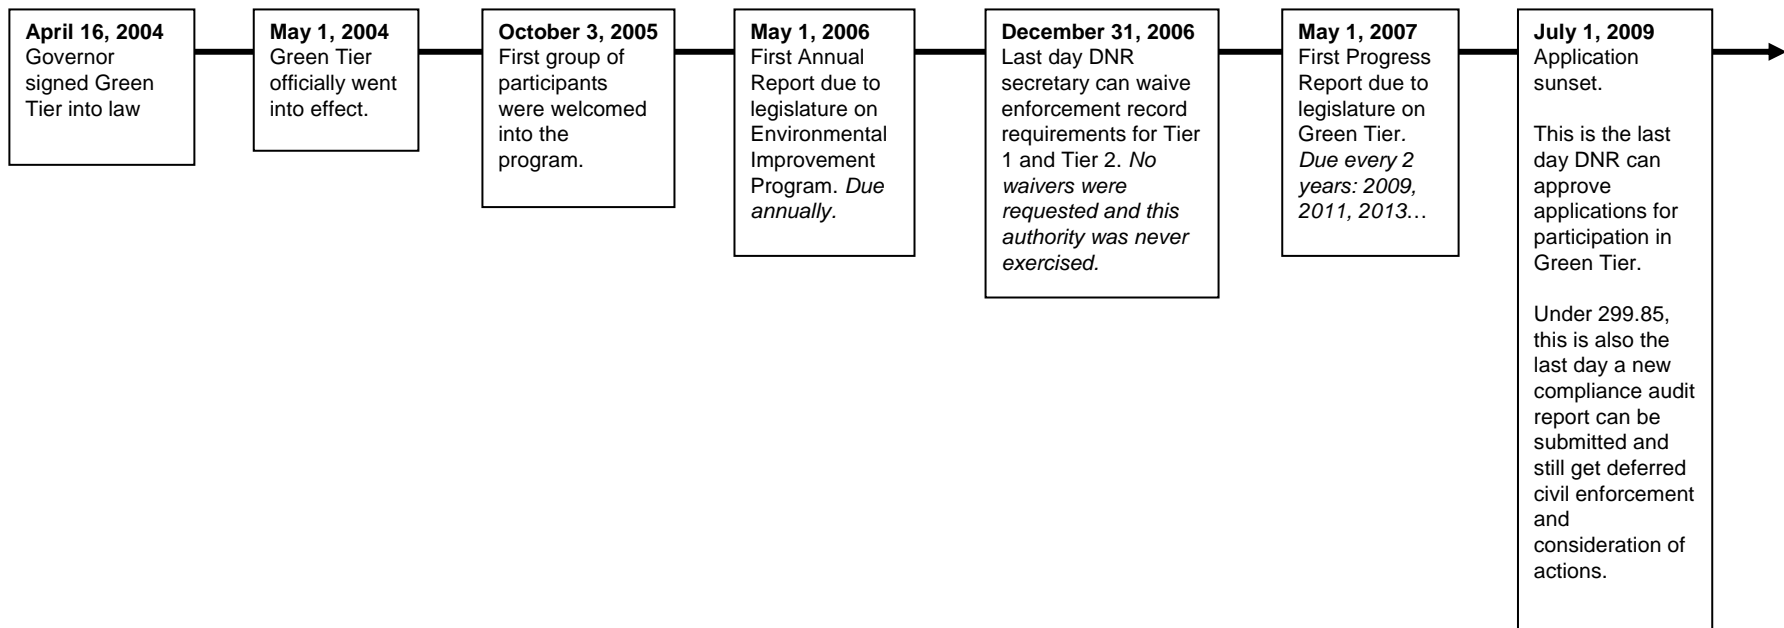 April 16, 2004
Governor
signed Green
Tier into law
May 1, 2004
Green Tier
officially went
into effect.
October 3, 2005
First group of
participants
were welcomed
into the
program.
May 1, 2006
First Annual
Report due to
legislature on
Environmental
Improvement
Program. Due
annually.
December 31, 2006
Last day DNR
secretary can waive
enforcement record
requirements for Tier
1 and Tier 2. No
waivers were
requested and this
authority was never
exercised.
May 1, 2007
First Progress
Report due to
legislature on
Green Tier.
Due every 2
years: 2009,
2011, 2013…
July 1, 2009
Application
sunset.
This is the last
day DNR can
approve
applications for
participation in
Green Tier.
Under 299.85,
this is also the
last day a new
compliance audit
report can be
submitted and
still get deferred
civil enforcement
and
consideration of
actions.